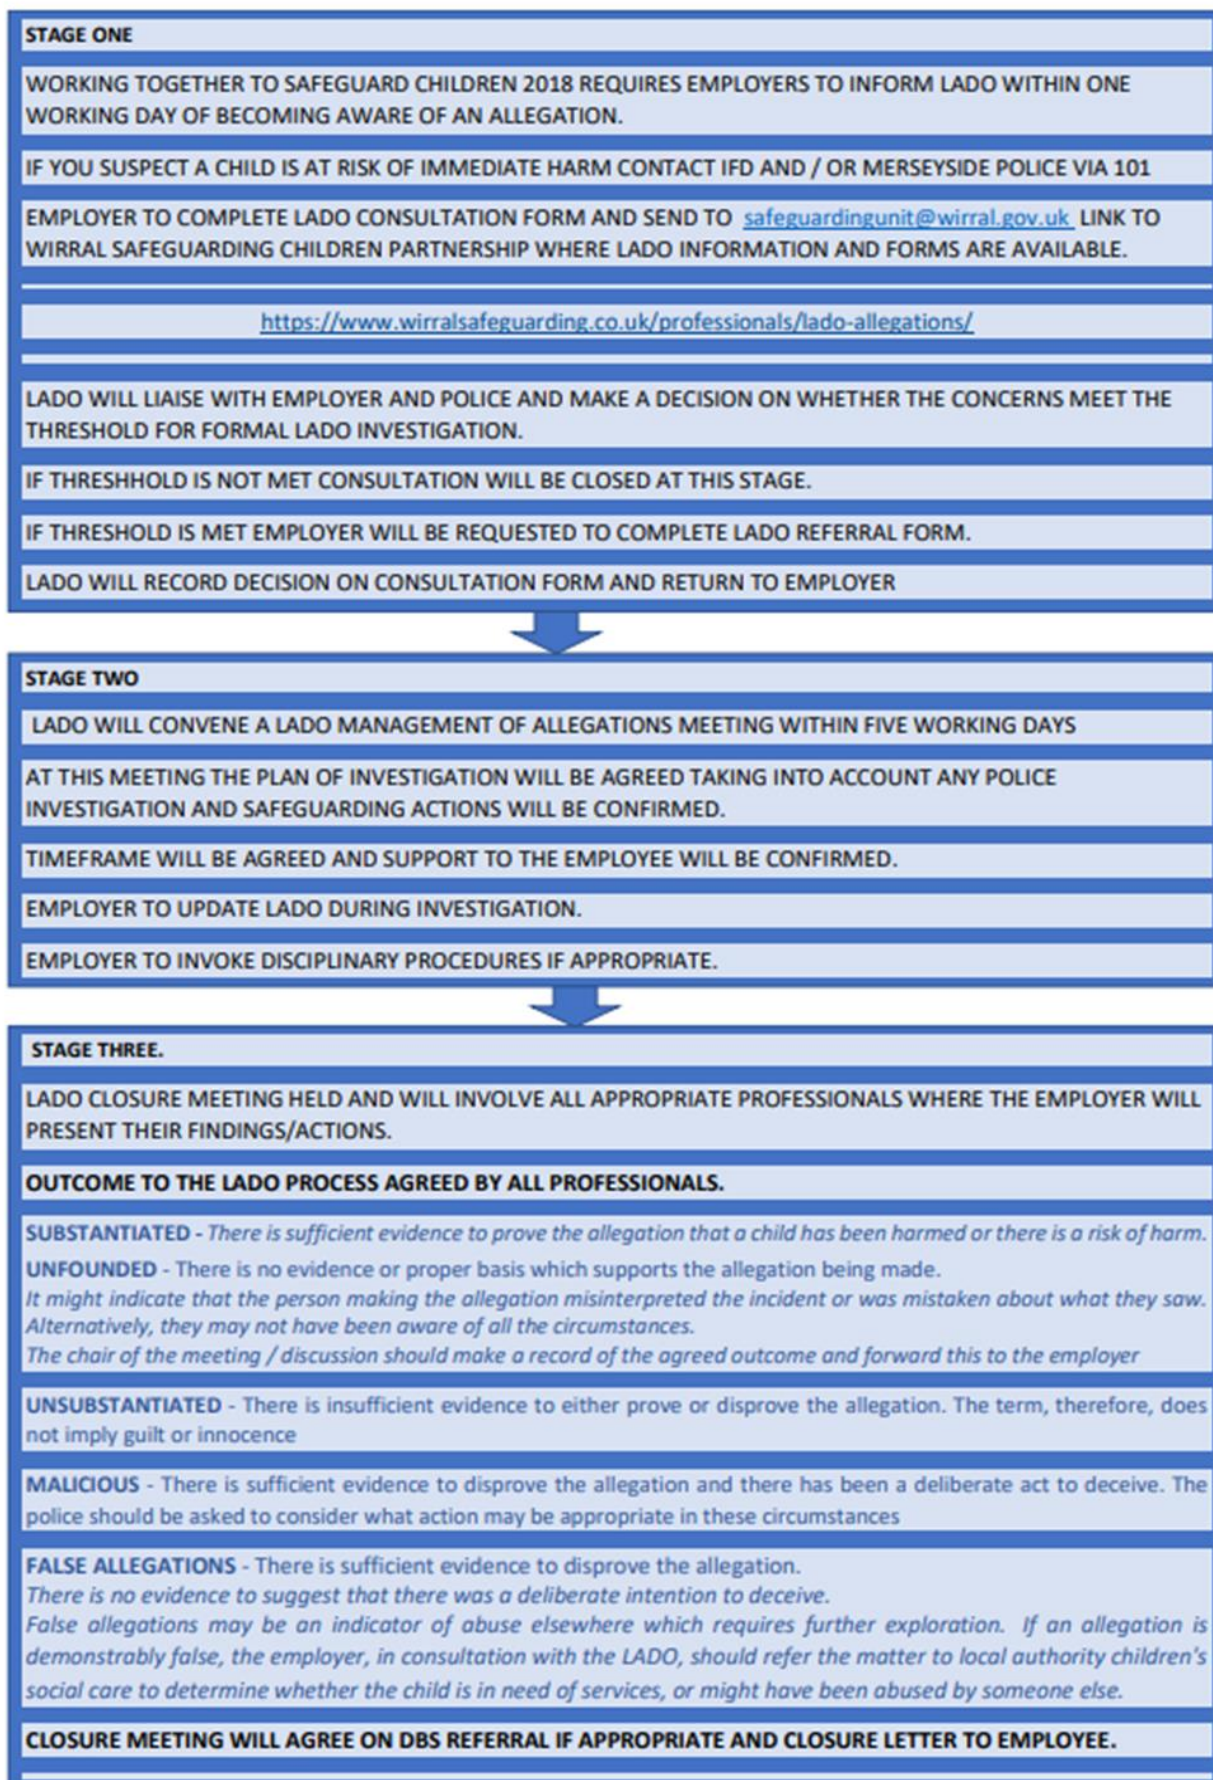 STAGE ONE
WORKING TOGETHER TO SAFEGUARD CHILDREN 2018 REQUIRES EMPLOYERS TO INFORM LADO WITHIN ONE
WORKING DAY OF BECOMING AWARE OF AN ALLEGATION.
IF YOU SUSPECT A CHILD IS AT RISK OF IMMEDIATE HARM CONTACT IFD AND / OR MERSEYSIDE POLICE VIA 101
EMPLOYER TO COMPLETE LADO CONSULTATION FORM AND SEND TO safeguardingunit@wirral.gov.uk LINK TO
WIRRAL SAFEGUARDING CHILDREN PARTNERSHIP WHERE LADO INFORMATION AND FORMS ARE AVAILABLE.
https://www.wirralsafeguarding.co.uk/professionals/lado-allegations/
LADO WILL LIAISE WITH EMPLOYER AND POLICE AND MAKE A DECISION ON WHETHER THE CONCERNS MEET THE
THRESHOLD FOR FORMAL LADO INVESTIGATION.
IF THRESHHOLD IS NOT MET CONSULTATION WILL BE CLOSED AT THIS STAGE.
IF THRESHOLD IS MET EMPLOYER WILL BE REQUESTED TO COMPLETE LADO REFERRAL FORM.
LADO WILL RECORD DECISION ON CONSULTATION FORM AND RETURN TO EMPLOYER
STAGE TWO
LADO WILL CONVENE A LADO MANAGEMENT OF ALLEGATIONS MEETING WITHIN FIVE WORKING DAYS
AT THIS MEETING THE PLAN OF INVESTIGATION WILL BE AGREED TAKING INTO ACCOUNT ANY POLICE
INVESTIGATION AND SAFEGUARDING ACTIONS WILL BE CONFIRMED.
TIMEFRAME WILL BE AGREED AND SUPPORT TO THE EMPLOYEE WILL BE CONFIRMED.
EMPLOYER TO UPDATE LADO DURING INVESTIGATION.
EMPLOYER TO INVOKE DISCIPLINARY PROCEDURES IF APPROPRIATE.
STAGE THREE.
LADO CLOSURE MEETING HELD AND WILL INVOLVE ALL APPROPRIATE PROFESSIONALS WHERE THE EMPLOYER WILL
PRESENT THEIR FINDINGS/ACTIONS.
OUTCOME TO THE LADO PROCESS AGREED BY ALL PROFESSIONALS.
SUBSTANTIATED - There is sufficient evidence to prove the allegation that a child has been harmed or there is a risk of harm.
UNFOUNDED - There is no evidence or proper basis which supports the allegation being made.
It might indicate that the person making the allegation misinterpreted the incident or was mistaken about what they saw.
Alternatively, they may not have been aware of all the circumstances.
The chair of the meeting / discussion should make a record of the agreed outcome and forward this to the employer
UNSUBSTANTIATED - There is insufficient evidence to either prove or disprove the allegation. The term, therefore, does
not imply guilt or innocence
MALICIOUS - There is sufficient evidence to disprove the allegation and there has been a deliberate act to deceive. The
police should be asked to consider what action may be appropriate in these circumstances
FALSE ALLEGATIONS - There is sufficient evidence to disprove the allegation.
There is no evidence to suggest that there was a deliberate intention to deceive.
False allegations may be an indicator of abuse elsewhere which requires further exploration. If an allegation is
demonstrably false, the employer, in consultation with the LADO, should refer the matter to local authority children's
social care to determine whether the child is in need of services, or might have been abused by someone else.
CLOSURE MEETING WILL AGREE ON DBS REFERRAL IF APPROPRIATE AND CLOSURE LETTER TO EMPLOYEE.